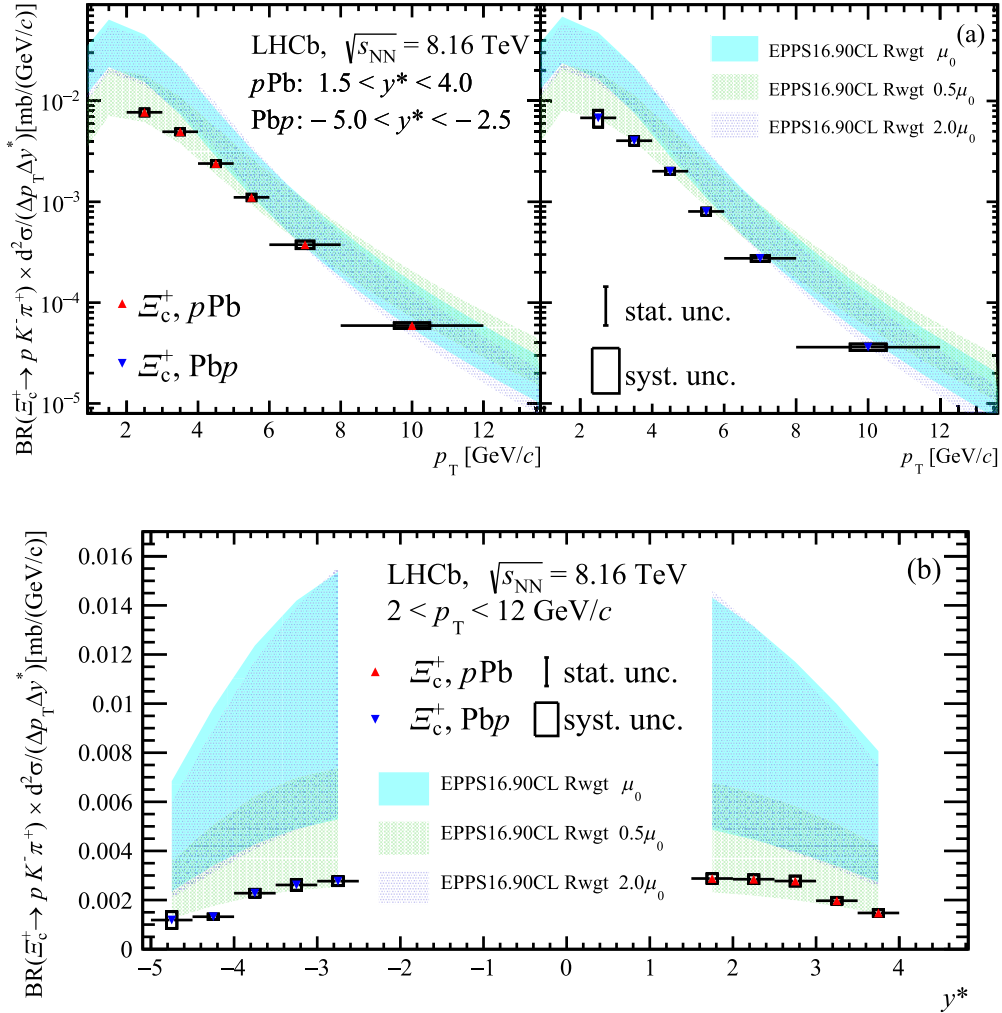 BR(Ξc+ → p K- π+) × d2σ/(ΔpTΔy*)[mb/(GeV/c)]
10−2
10−3
10−4
10−5
LHCb, √sNN = 8.16 TeV
pPb: 1.5 < y* < 4.0
Pbp: − 5.0 < y* < − 2.5
Ξc+, pPb
Ξc+, Pbp
2 4 6 8 10 12
pT [GeV/c]
(a)
EPPS16.90CL Rwgt μ0
EPPS16.90CL Rwgt 0.5μ0
EPPS16.90CL Rwgt 2.0μ0
stat. unc.
syst. unc.
2 4 6 8 10 12
pT [GeV/c]
BR(Ξc+ → p K- π+) × d2σ/(ΔpTΔy*)[mb/(GeV/c)]
0.016
0.014
0.012
0.01
0.008
0.006
0.004
0.002
0
(b)
LHCb, √sNN = 8.16 TeV
2 < pT < 12 GeV/c
Ξc+, pPb stat. unc.
Ξc+, Pbp syst. unc.
EPPS16.90CL Rwgt μ0
EPPS16.90CL Rwgt 0.5μ0
EPPS16.90CL Rwgt 2.0μ0
−5 −4 −3 −2 −1 0 1 2 3 4
y*